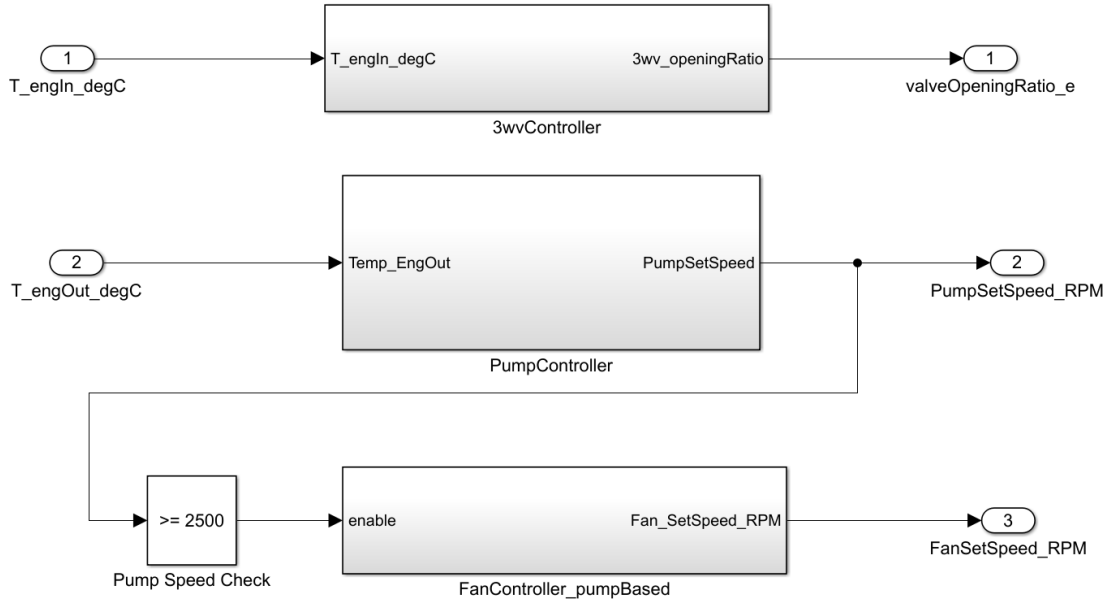 1
T_engIn_degC
T_engIn_degC
3wv_openingRatio
3wvController
1
valveOpeningRatio_e
2
T_engOut_degC
Temp_EngOut
PumpSetSpeed
PumpController
2
PumpSetSpeed_RPM
>= 2500
Pump Speed Check
enable
Fan_SetSpeed_RPM
FanController_pumpBased
3
FanSetSpeed_RPM